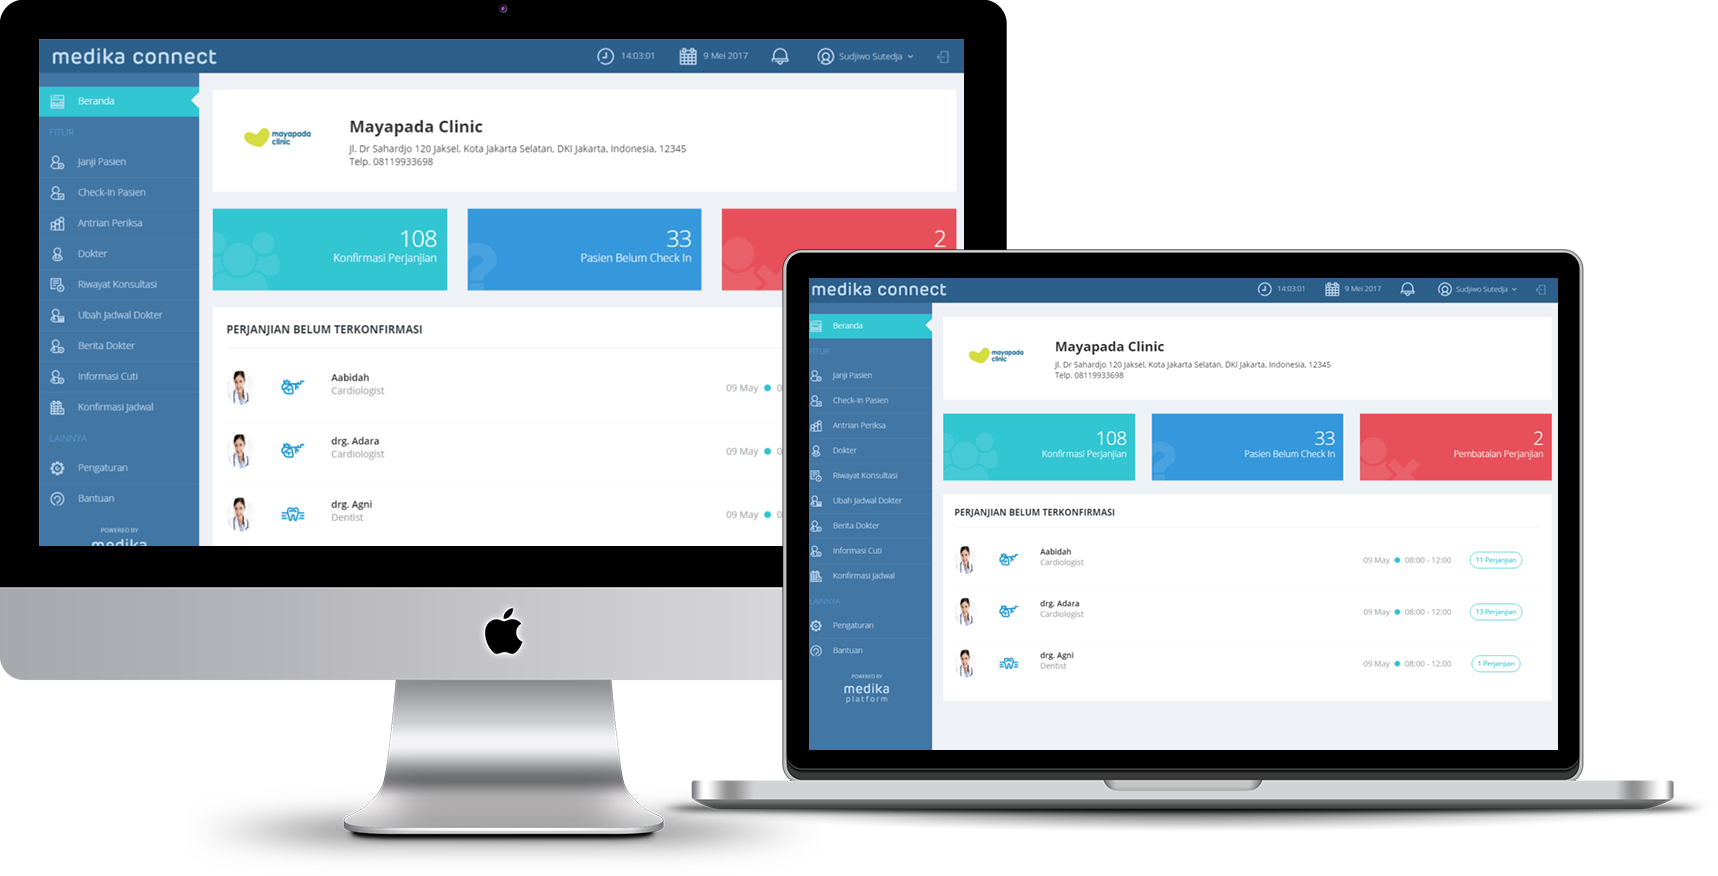 medika connect
14:03:01
9 Mei 2017
Sudjiwo Sutedja
Beranda
FITUR
Janji Pasien
Check-In Pasien
Antrian Periksa
Dokter
Riwayat Konsultasi
Ubah Jadwal Dokter
Berita Dokter
Informasi Cuti
Konfirmasi Jadwal
LAINNYA
Pengaturan
Bantuan
POWERED BY
medika
mayapada
clinic
Mayapada Clinic
Jl. Dr Sahardjo 120 Jaksel, Kota Jakarta Selatan, DKI Jakarta, Indonesia, 12345
Telp. 08119933698
108
Konfirmasi Perjanjian
33
Pasien Belum Check In
2
PERJANJIAN BELUM TERKONFIRMASI
Aabidah
Cardiologist
09 May 0
drg. Adara
Cardiologist
09 May 0
drg. Agni
Dentist
09 May 0
medika connect
14:03:01
9 Mei 2017
Sudjiwo Sutedja
Beranda
FITUR
Janji Pasien
Check-In Pasien
Antrian Periksa
Dokter
Riwayat Konsultasi
Ubah Jadwal Dokter
Berita Dokter
Informasi Cuti
Konfirmasi Jadwal
LAINNYA
Pengaturan
Bantuan
POWERED BY
medika
platform
mayapada
clinic
Mayapada Clinic
Jl. Dr Sahardjo 120 Jaksel, Kota Jakarta Selatan, DKI Jakarta, Indonesia, 12345
Telp. 08119933698
108
Konfirmasi Perjanjian
33
Pasien Belum Check In
2
Pembatalan Perjanjian
PERJANJIAN BELUM TERKONFIRMASI
Aabidah
Cardiologist
09 May 08:00 - 12:00 11 Perjanjian
drg. Adara
Cardiologist
09 May 08:00 - 12:00 13 Perjanjian
drg. Agni
Dentist
09 May 08:00 - 12:00 1 Perjanjian